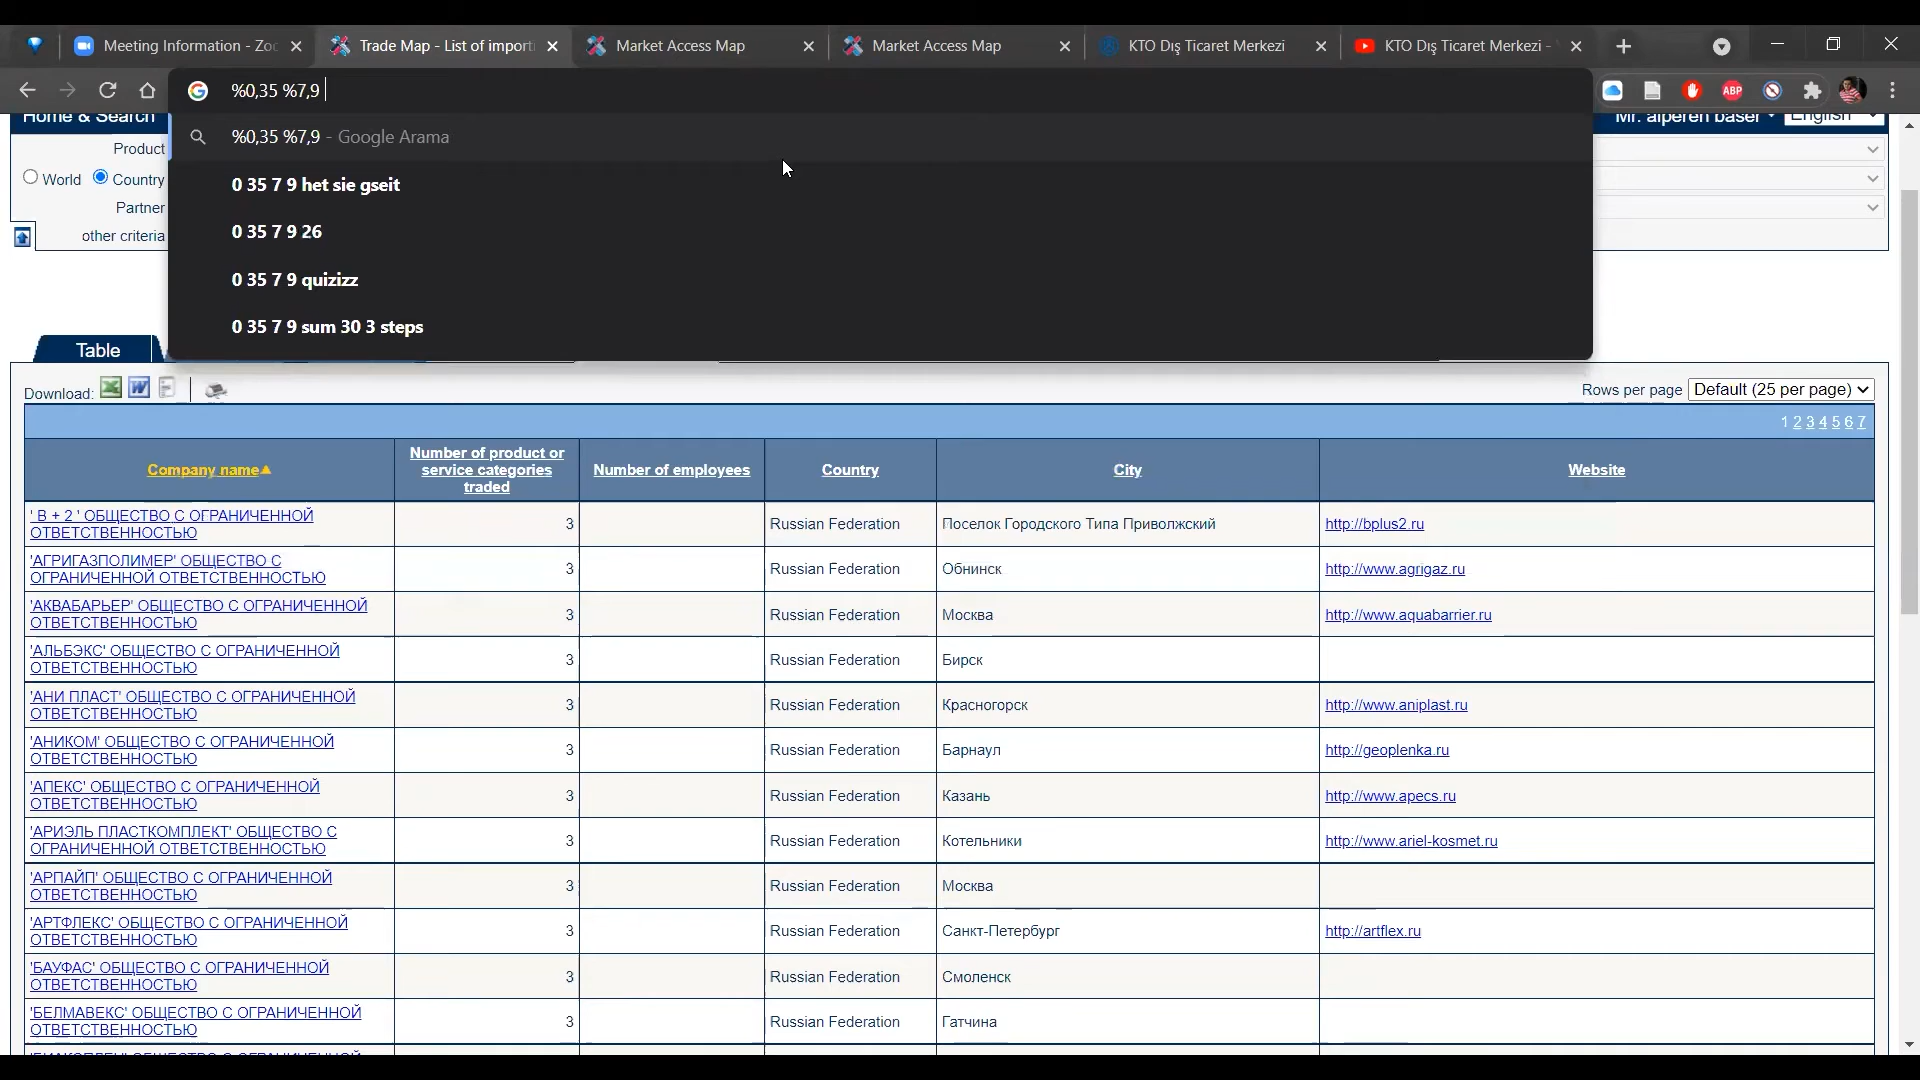 Meeting Information - Zoo
Trade Map - List of importi
Market Access Map
Market Access Map
KTO Dış Ticaret Merkezi
KTO Dış Ticaret Merkezi -
%0,35 %7,9
ABP
%0,35 %7,9 - Google Arama
0 35 7 9 het sie gseit
0 35 7 9 26
0 35 7 9 quizizz
0 35 7 9 sum 30 3 steps
Home & Search
Mr. alperen baser
English
Product
World Country
Partner
other criteria
Table
Download:
Rows per page Default (25 per page)
1 2 3 4 5 6 7
Company name
Number of product or
service categories
traded
Number of employees
Country
City
Website
' В + 2 ' ОБЩЕСТВО С ОГРАНИЧЕННОЙ
ОТВЕТСТВЕННОСТЬЮ
3 Russian Federation Поселок Городского Типа Приволжский http://bplus2.ru
'АГРИГАЗПОЛИМЕР' ОБЩЕСТВО С
ОГРАНИЧЕННОЙ ОТВЕТСТВЕННОСТЬЮ
3 Russian Federation Обнинск http://www.agrigaz.ru
'АКВАБАРЬЕР' ОБЩЕСТВО С ОГРАНИЧЕННОЙ
ОТВЕТСТВЕННОСТЬЮ
3 Russian Federation Москва http://www.aquabarrier.ru
'АЛЬБЭКС' ОБЩЕСТВО С ОГРАНИЧЕННОЙ
ОТВЕТСТВЕННОСТЬЮ
3 Russian Federation Бирск
'АНИ ПЛАСТ' ОБЩЕСТВО С ОГРАНИЧЕННОЙ
ОТВЕТСТВЕННОСТЬЮ
3 Russian Federation Красногорск http://www.aniplast.ru
'АНИКОМ' ОБЩЕСТВО С ОГРАНИЧЕННОЙ
ОТВЕТСТВЕННОСТЬЮ
3 Russian Federation Барнаул http://geoplenka.ru
'АПЕКС' ОБЩЕСТВО С ОГРАНИЧЕННОЙ
ОТВЕТСТВЕННОСТЬЮ
3 Russian Federation Казань http://www.apecs.ru
'АРИЭЛЬ ПЛАСТКОМПЛЕКТ' ОБЩЕСТВО С
ОГРАНИЧЕННОЙ ОТВЕТСТВЕННОСТЬЮ
3 Russian Federation Котельники http://www.ariel-kosmet.ru
'АРПАЙП' ОБЩЕСТВО С ОГРАНИЧЕННОЙ
ОТВЕТСТВЕННОСТЬЮ
3 Russian Federation Москва
'АРТФЛЕКС' ОБЩЕСТВО С ОГРАНИЧЕННОЙ
ОТВЕТСТВЕННОСТЬЮ
3 Russian Federation Санкт-Петербург http://artflex.ru
'БАУФАС' ОБЩЕСТВО С ОГРАНИЧЕННОЙ
ОТВЕТСТВЕННОСТЬЮ
3 Russian Federation Смоленск
'БЕЛМАВЕКС' ОБЩЕСТВО С ОГРАНИЧЕННОЙ
ОТВЕТСТВЕННОСТЬЮ
3 Russian Federation Гатчина